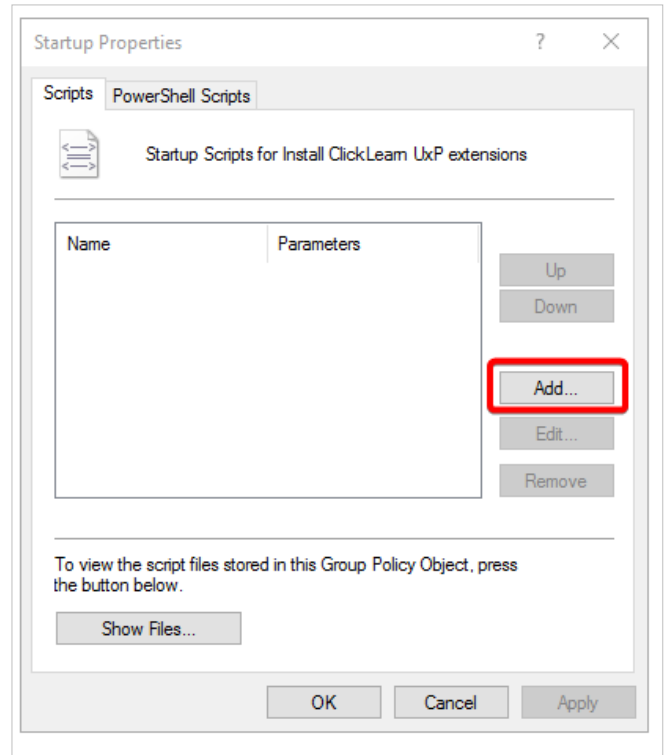 Startup Properties
?
Scripts
PowerShell Scripts
Startup Scripts for Install ClickLearn UxP extensions
Name
Parameters
Up
Down
Add...
Edit...
Remove
To view the script files stored in this Group Policy Object, press
the button below.
Show Files...
OK
Cancel
Apply